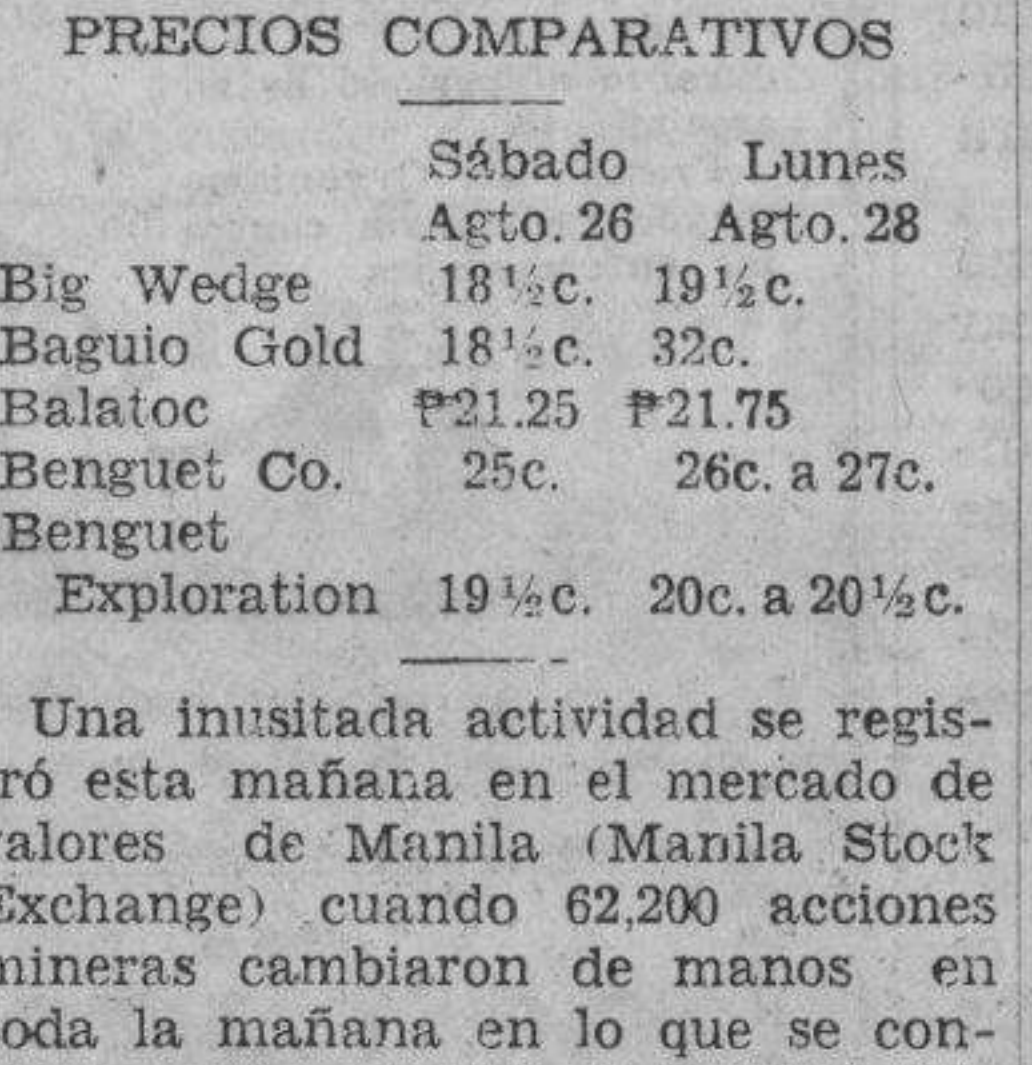 PRECIOS COMPARATIVOS
Sábado Lunes
Agto. 26 Agto. 28
Big Wedge 18½c. 19½c.
Baguio Gold 18½c. 32c.
Balatoc ₱21.25 ₱21.75
Benguet Co. 25c. 26c. a 27c.
Benguet
Exploration 19½c. 20c. a 20½c.
Una inusitada actividad se regis-
ró esta mañana en el mercado de
valores de Manila (Manila Stock
Exchange) cuando 62,200 acciones
mineras cambiaron de manos en
oda la mañana en lo que se con-